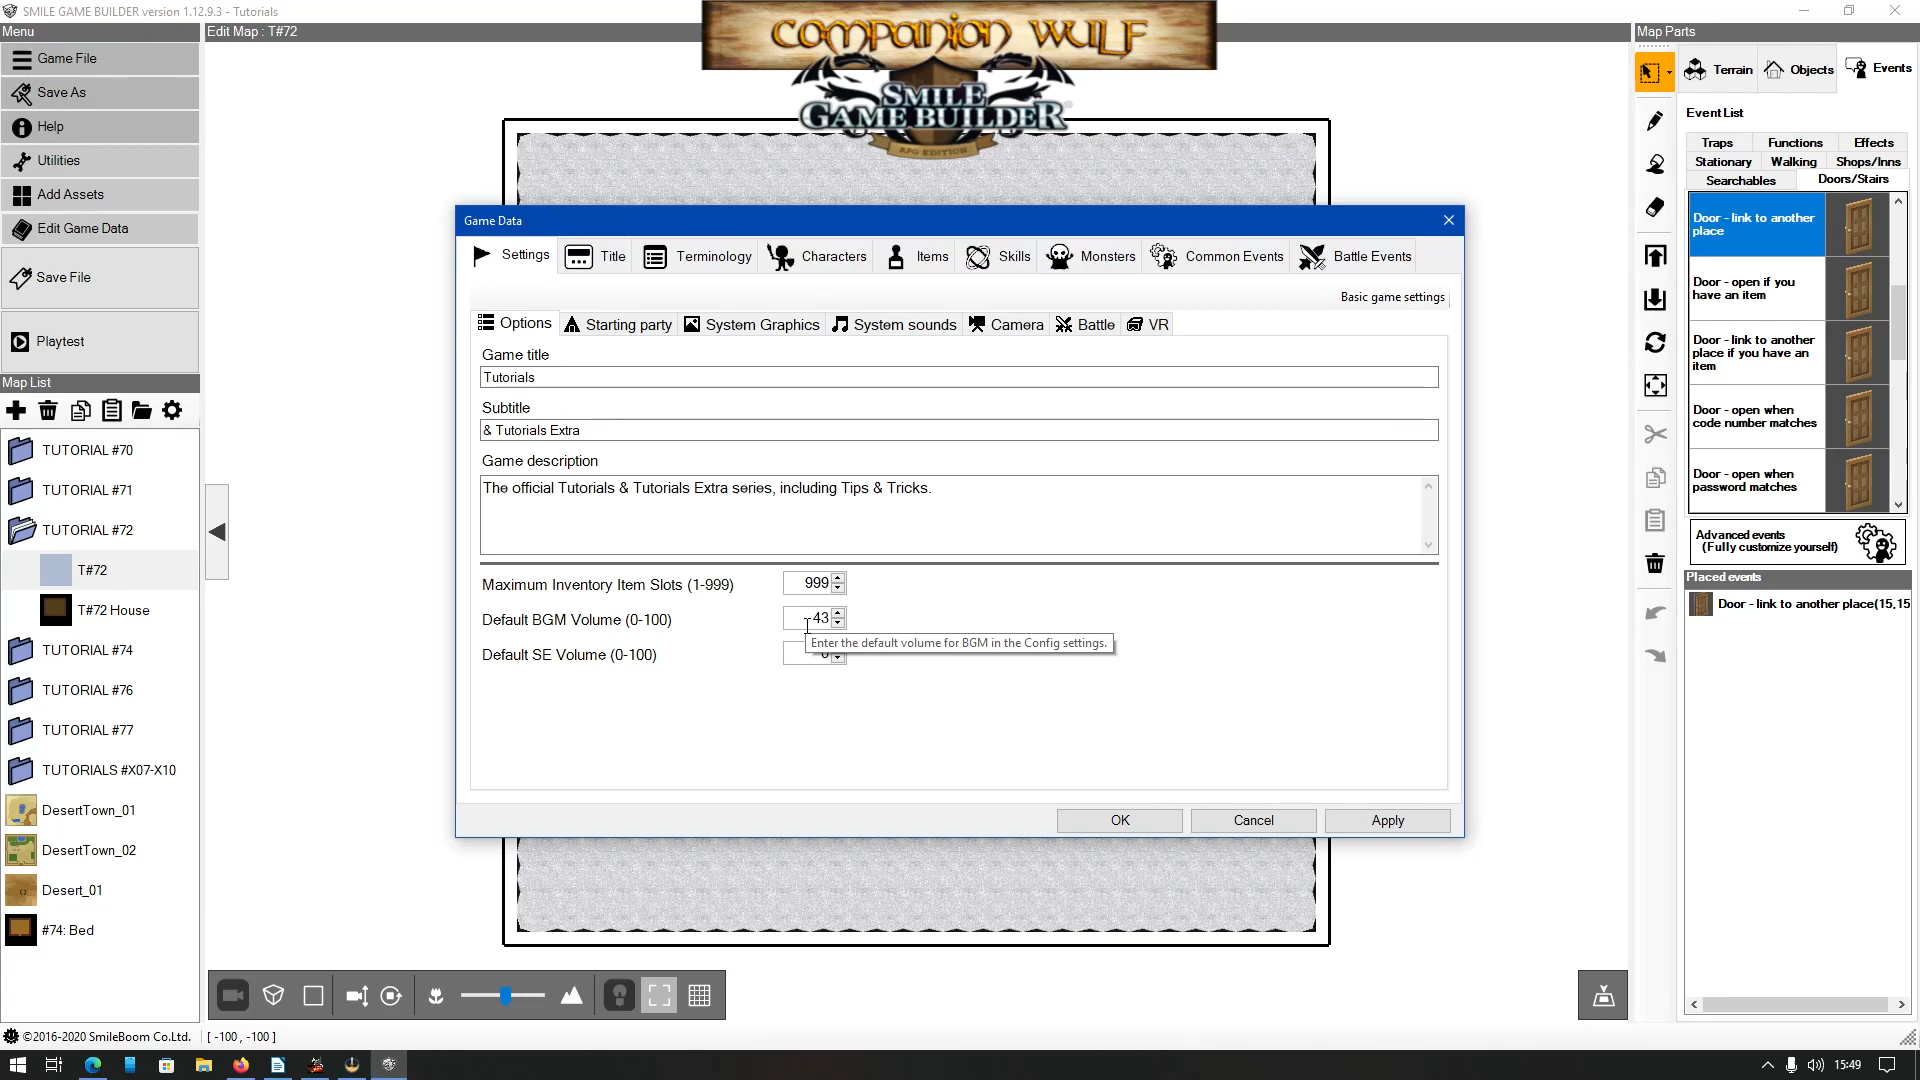 SMILE GAME BUILDER version 1.12.9.3 - Tutorials
Menu
Edit Map : T#72
COMPANION WULF
SMILE
GAME BUILDER
RPG EDITION
Game File
Save As
Help
Utilities
Add Assets
Edit Game Data
Save File
Playtest
Map List
TUTORIAL #70
TUTORIAL #71
TUTORIAL #72
T#72
T#72 House
TUTORIAL #74
TUTORIAL #76
TUTORIAL #77
TUTORIALS #X07-X10
DesertTown_01
DesertTown_02
Desert_01
#74: Bed
Game Data
Settings
Title
Terminology
Characters
Items
Skills
Monsters
Common Events
Battle Events
Basic game settings
Options
Starting party
System Graphics
System sounds
Camera
Battle
VR
Game title
Tutorials
Subtitle
& Tutorials Extra
Game description
The official Tutorials & Tutorials Extra series, including Tips & Tricks.
Maximum Inventory Item Slots (1-999) 999
Default BGM Volume (0-100) 43
Enter the default volume for BGM in the Config settings.
Default SE Volume (0-100)
OK
Cancel
Apply
Map Parts
Terrain
Objects
Events
Event List
Traps
Functions
Effects
Stationary
Walking
Shops/Inns
Searchables
Doors/Stairs
Door - link to another
place
Door - open if you
have an item
Door - link to another
place if you have an
item
Door - open when
code number matches
Door - open when
password matches
Advanced events
(Fully customize yourself)
Placed events
Door - link to another place(15,15
©2016-2020 SmileBoom Co.Ltd.
[ -100 , -100 ]
15:49